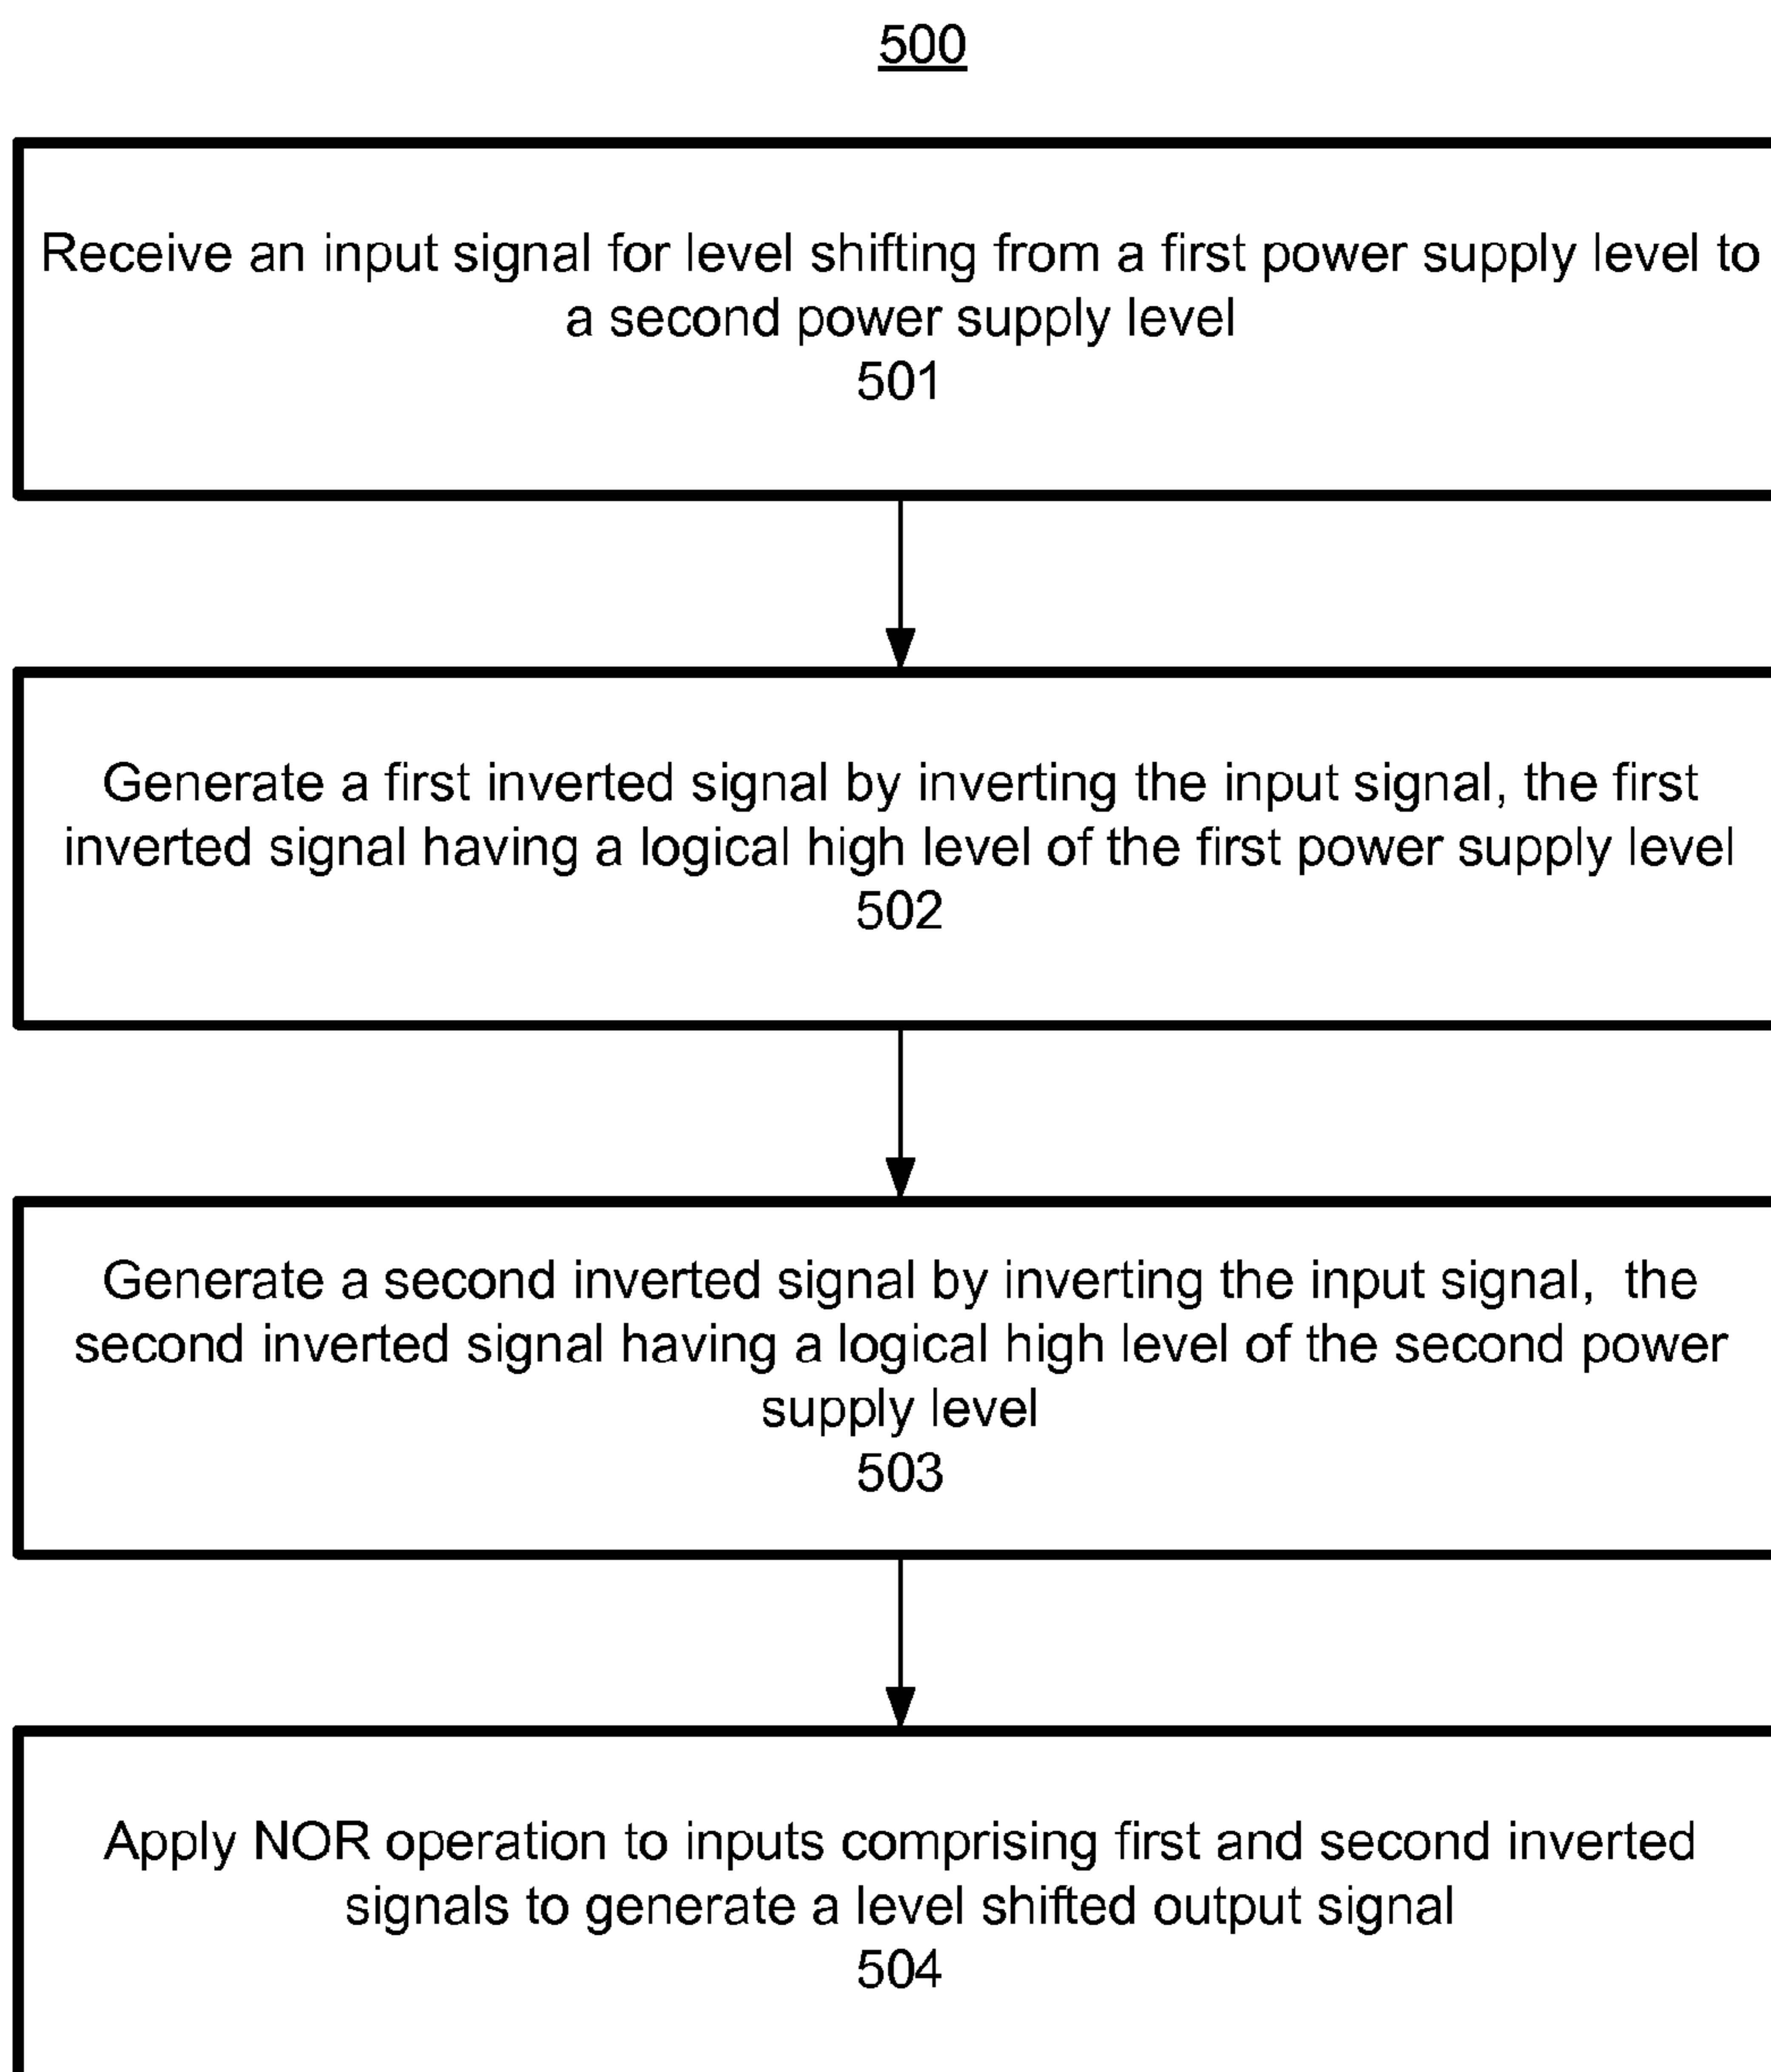 500
Receive an input signal for level shifting from a first power supply level to
a second power supply level
501
Generate a first inverted signal by inverting the input signal, the first
inverted signal having a logical high level of the first power supply level
502
Generate a second inverted signal by inverting the input signal,  the
second inverted signal having a logical high level of the second power
supply level
503
Apply NOR operation to inputs comprising first and second inverted
signals to generate a level shifted output signal
504